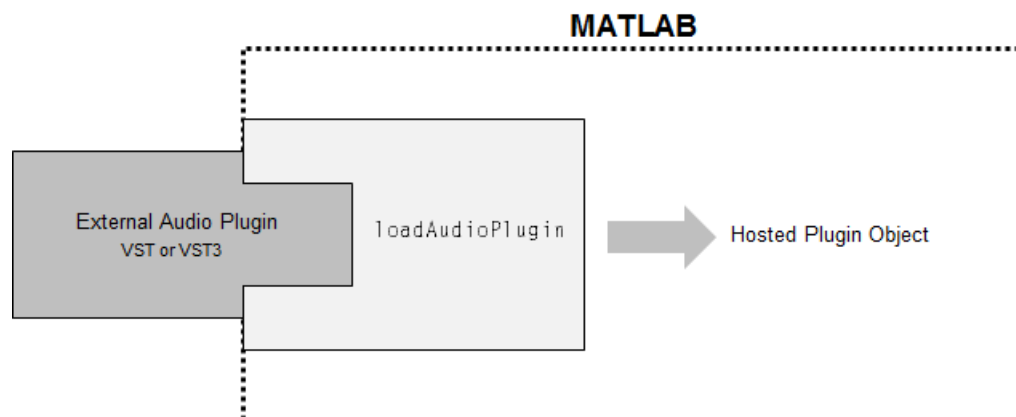 MATLAB
External Audio Plugin
VST or VST3
loadAudioPlugin
Hosted Plugin Object